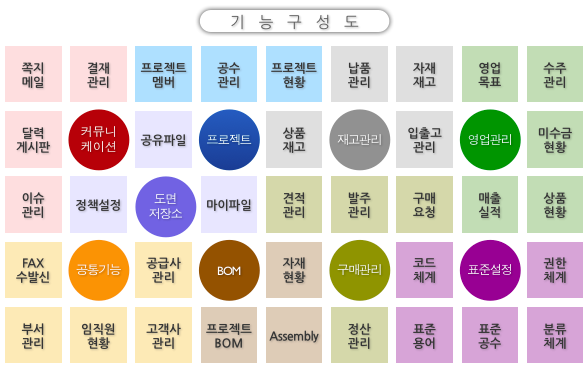 기 능 구 성 도
쪽지
메일
결재
관리
프로젝트
멤버
공수
관리
프로젝트
현황
납품
관리
자재
재고
영업
목표
수주
관리
달력
게시판
커뮤니
케이션
공유파일
프로젝트
상품
재고
재고관리
입출고
관리
영업관리
미수금
현황
이슈
관리
정책설정
도면
저장소
마이파일
견적
관리
발주
관리
구매
요청
매출
실적
상품
현황
FAX
수발신
공통기능
공급사
관리
BOM
자재
현황
구매관리
코드
체계
표준설정
권한
체계
부서
관리
임직원
현황
고객사
관리
프로젝트
BOM
Assembly
정산
관리
표준
용어
표준
공수
분류
체계